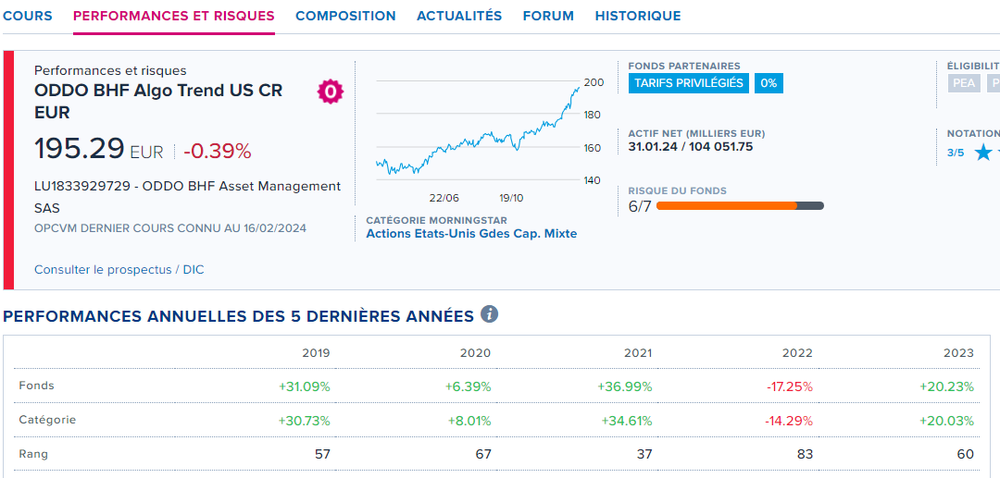 COURS PERFORMANCES ET RISQUES COMPOSITION ACTUALITÉS FORUM HISTORIQUE
Performances et risques
ODDO BHF Algo Trend US CR
EUR
195.29 EUR -0.39%
LU1833929729 - ODDO BHF Asset Management
SAS
OPCVM DERNIER COURS CONNU AU 16/02/2024
Consulter le prospectus / DIC
200
180
160
140
22/06 19/10
CATÉGORIE MORNINGSTAR
Actions Etats-Unis Gdes Cap. Mixte
FONDS PARTENAIRES
TARIFS PRIVILÉGIÉS 0%
ACTIF NET (MILLIERS EUR)
31.01.24 / 104 051.75
RISQUE DU FONDS
6/7
ÉLIGIBILIT
PEA P
NOTATION
3/5
PERFORMANCES ANNUELLES DES 5 DERNIÈRES ANNÉES i
2019 2020 2021 2022 2023
Fonds +31.09% +6.39% +36.99% -17.25% +20.23%
Catégorie +30.73% +8.01% +34.61% -14.29% +20.03%
Rang 57 67 37 83 60